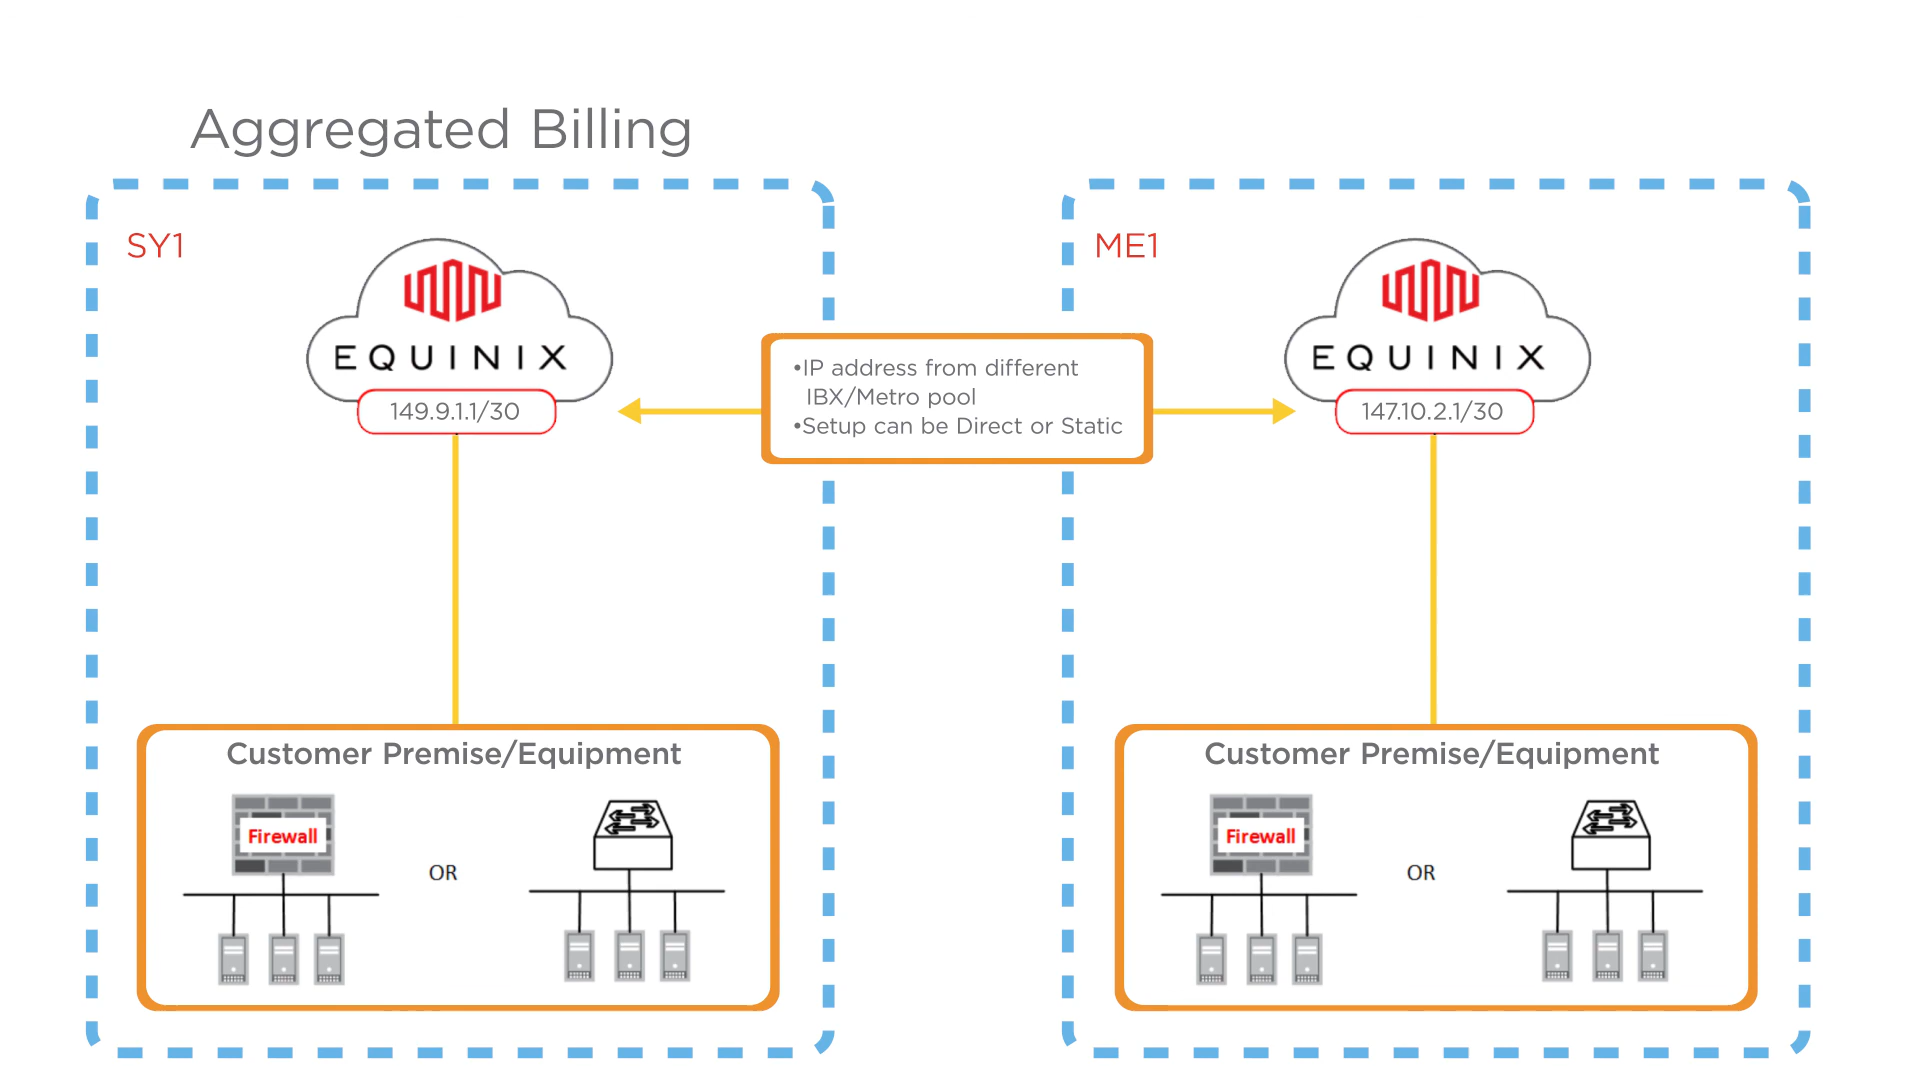 Aggregated Billing
SY1
EQUINIX
149.9.1.1/30
•IP address from different
IBX/Metro pool
•Setup can be Direct or Static
ME1
EQUINIX
147.10.2.1/30
Customer Premise/Equipment
Firewall
OR
Customer Premise/Equipment
Firewall
OR